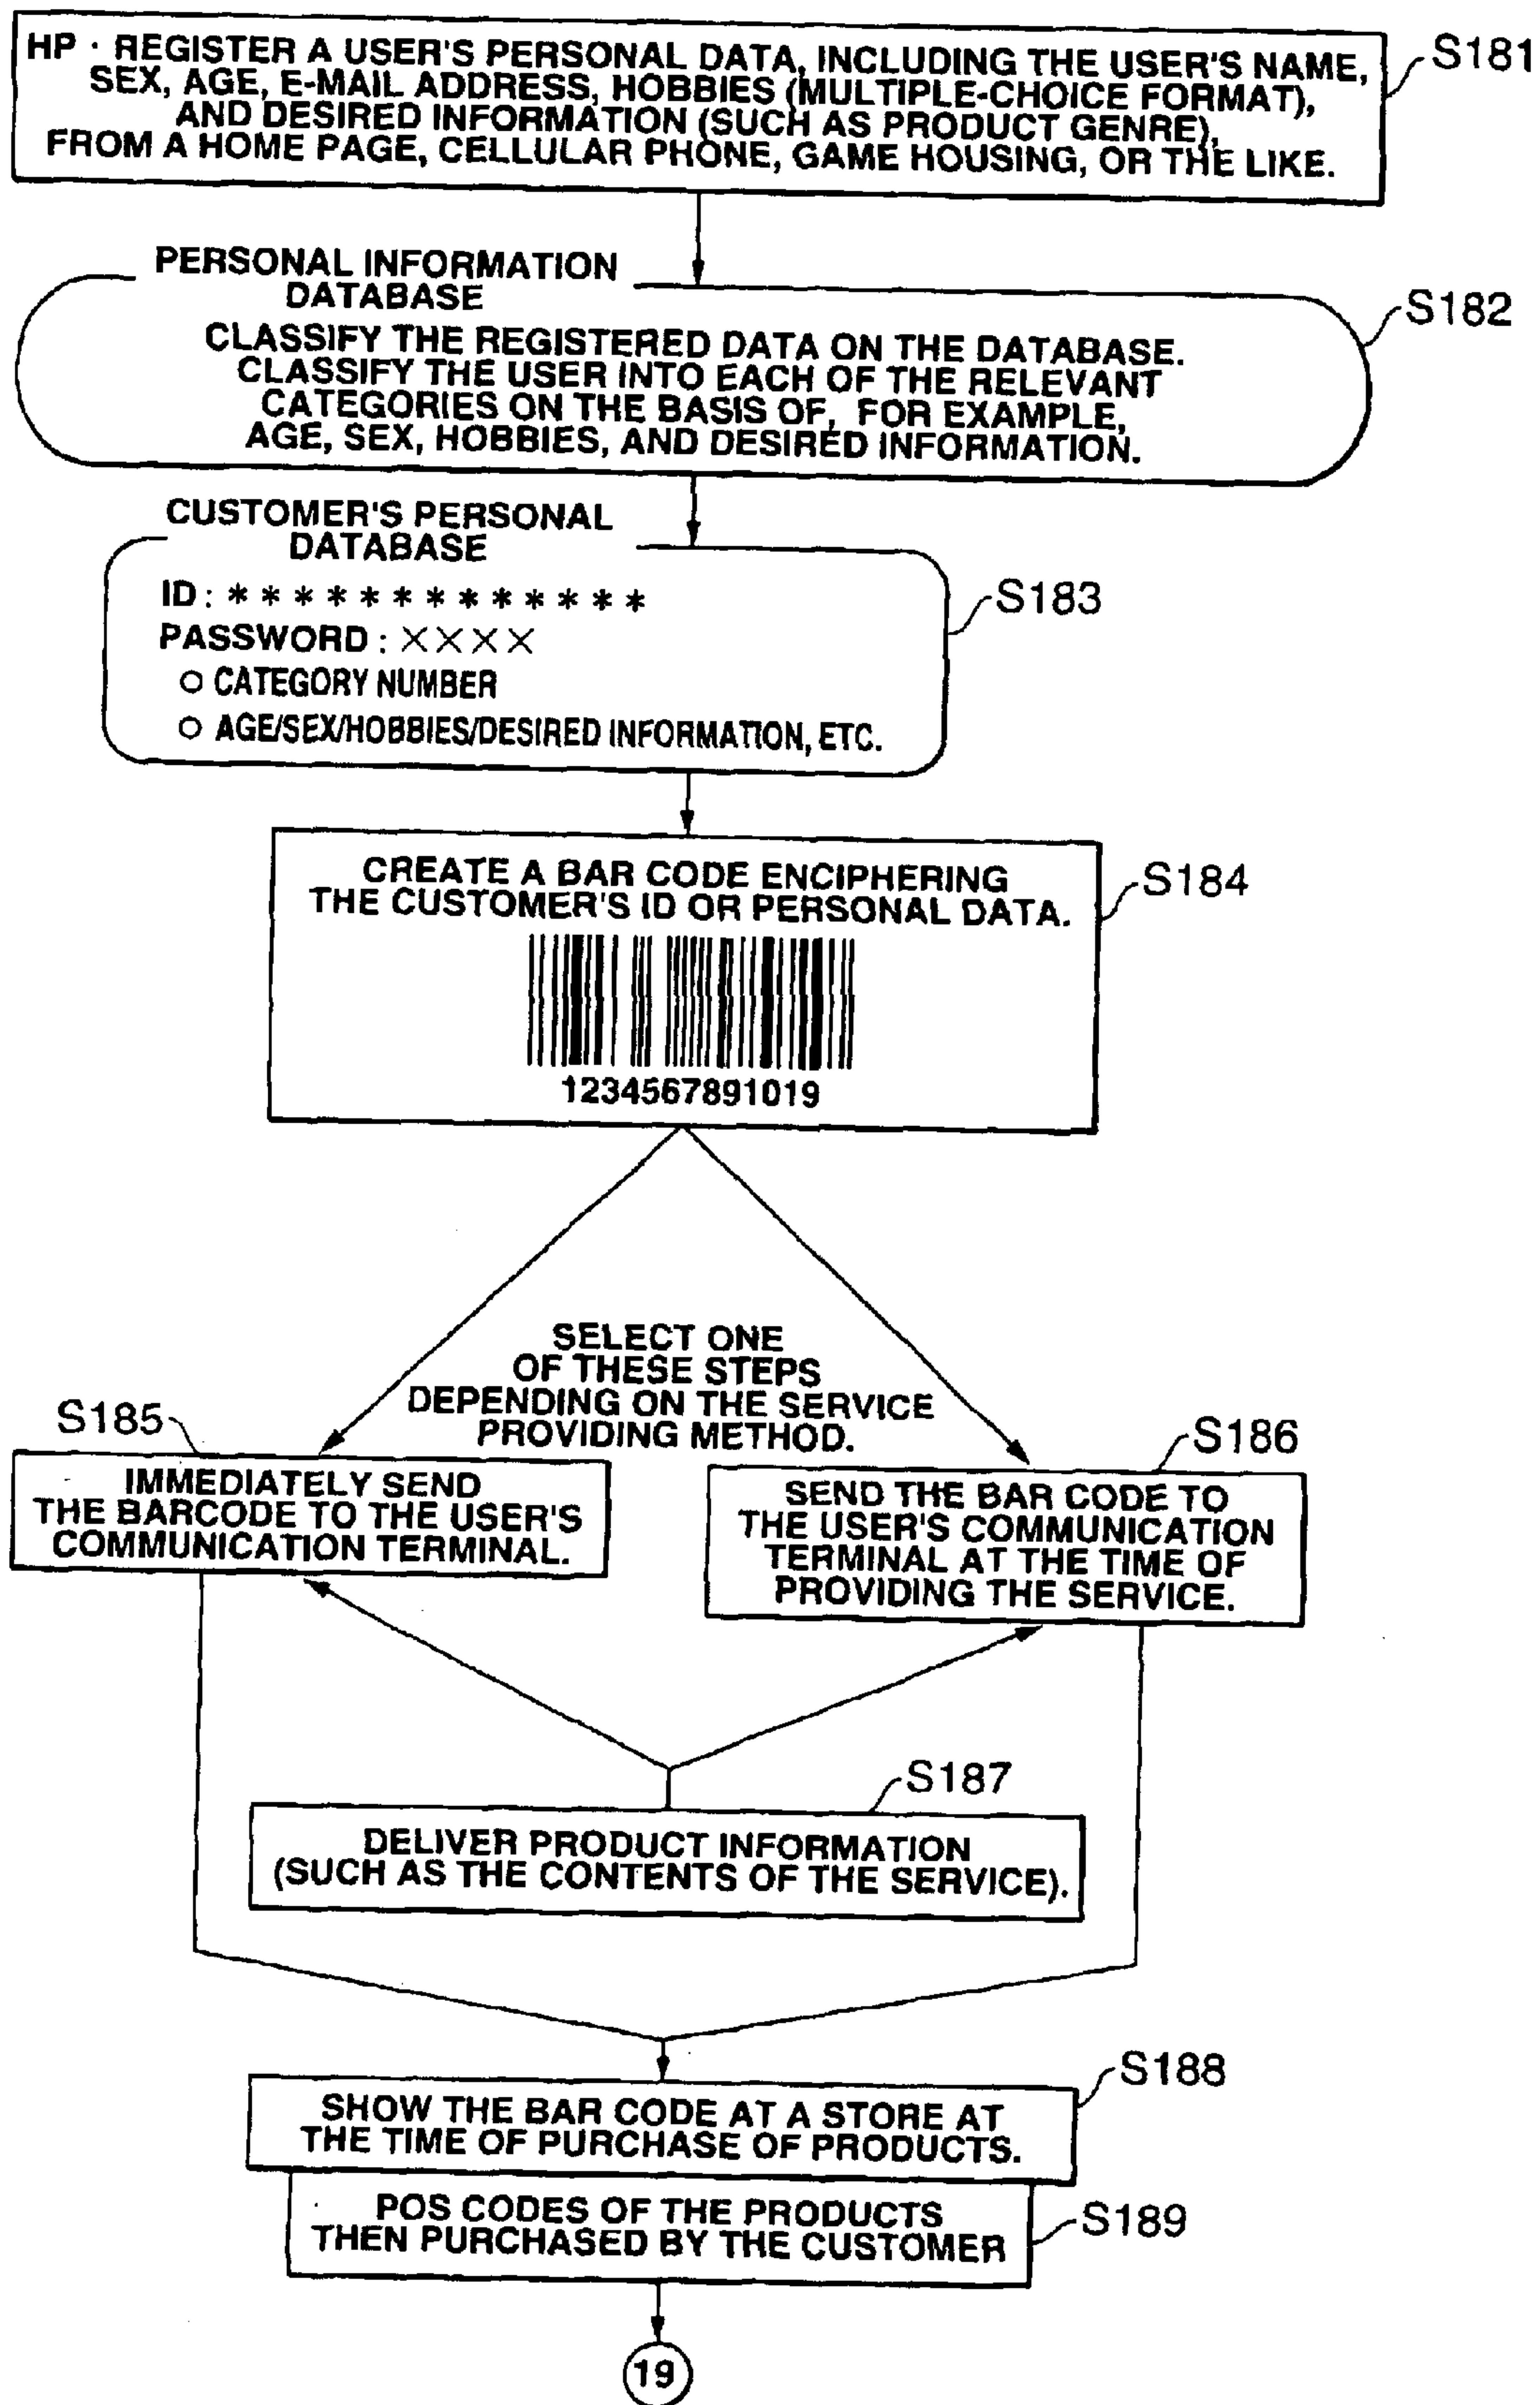 HP · REGISTER A USER'S PERSONAL DATA, INCLUDING THE USER'S NAME,
SEX, AGE, E-MAIL ADDRESS, HOBBIES (MULTIPLE-CHOICE FORMAT),
AND DESIRED INFORMATION (SUCH AS PRODUCT GENRE),
FROM A HOME PAGE, CELLULAR PHONE, GAME HOUSING, OR THE LIKE.
S181
PERSONAL INFORMATION
DATABASE
S182
CLASSIFY THE REGISTERED DATA ON THE DATABASE.
CLASSIFY THE USER INTO EACH OF THE RELEVANT
CATEGORIES ON THE BASIS OF, FOR EXAMPLE,
AGE, SEX, HOBBIES, AND DESIRED INFORMATION.
CUSTOMER'S PERSONAL
DATABASE
ID : * * * * * * * * * * * * *
S183
PASSWORD : ××××
○ CATEGORY NUMBER
○ AGE/SEX/HOBBIES/DESIRED INFORMATION, ETC.
CREATE A BAR CODE ENCIPHERING
THE CUSTOMER'S ID OR PERSONAL DATA.
S184
1234567891019
SELECT ONE
OF THESE STEPS
DEPENDING ON THE SERVICE
PROVIDING METHOD.
S185
IMMEDIATELY SEND
THE BARCODE TO THE USER'S
COMMUNICATION TERMINAL.
S186
SEND THE BAR CODE TO
THE USER'S COMMUNICATION
TERMINAL AT THE TIME OF
PROVIDING THE SERVICE.
S187
DELIVER PRODUCT INFORMATION
(SUCH AS THE CONTENTS OF THE SERVICE).
S188
SHOW THE BAR CODE AT A STORE AT
THE TIME OF PURCHASE OF PRODUCTS.
POS CODES OF THE PRODUCTS
THEN PURCHASED BY THE CUSTOMER
S189
19